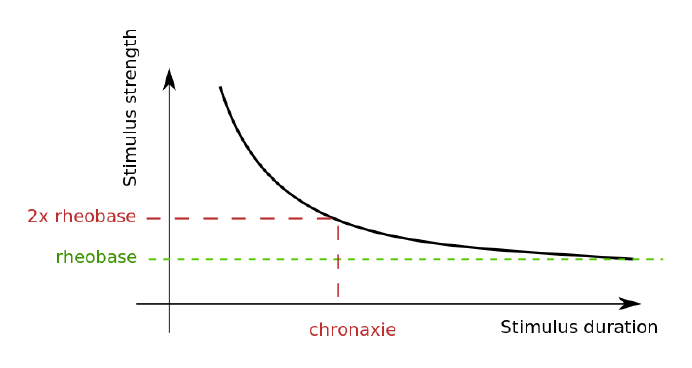 Stimulus strength
2x rheobase
rheobase
chronaxie
Stimulus duration